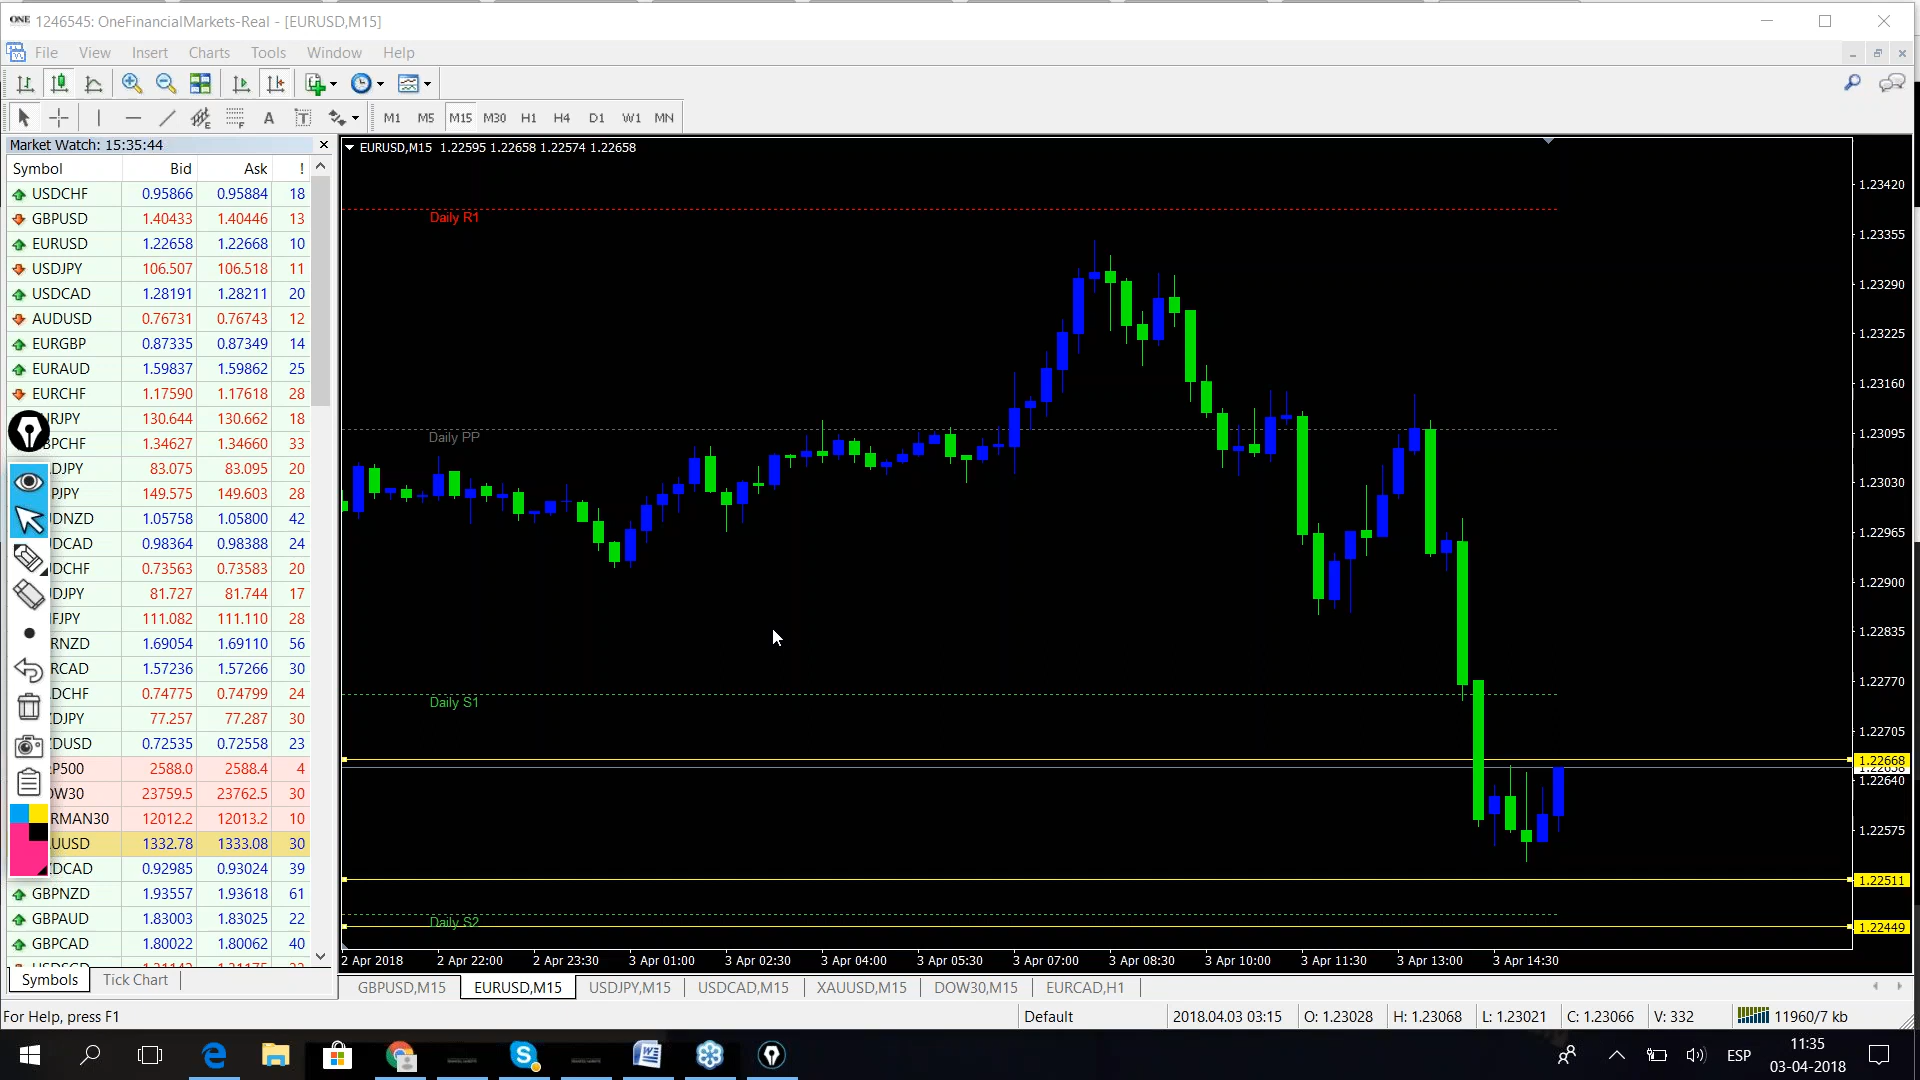 ONE 1246545: OneFinancialMarkets-Real - [EURUSD,M15]
File View Insert Charts Tools Window Help
A T M1 M5 M15 M30 H1 H4 D1 W1 MN
Market Watch: 15:35:44
Symbol Bid Ask !
USDCHF 0.95866 0.95884 18
GBPUSD 1.40433 1.40446 13
EURUSD 1.22658 1.22668 10
USDJPY 106.507 106.518 11
USDCAD 1.28191 1.28211 20
AUDUSD 0.76731 0.76743 12
EURGBP 0.87335 0.87349 14
EURAUD 1.59837 1.59862 25
EURCHF 1.17590 1.17618 28
RJPY 130.644 130.662 18
PCHF 1.34627 1.34660 33
DJPY 83.075 83.095 20
PJPY 149.575 149.603 28
DNZD 1.05758 1.05800 42
DCAD 0.98364 0.98388 24
DCHF 0.73563 0.73583 20
DJPY 81.727 81.744 17
FJPY 111.082 111.110 28
RNZD 1.69054 1.69110 56
RCAD 1.57236 1.57266 30
DCHF 0.74775 0.74799 24
DJPY 77.257 77.287 30
DUSD 0.72535 0.72558 23
P500 2588.0 2588.4 4
OW30 23759.5 23762.5 30
RMAN30 12012.2 12013.2 10
UUSD 1332.78 1333.08 30
DCAD 0.92985 0.93024 39
GBPNZD 1.93557 1.93618 61
GBPAUD 1.83003 1.83025 22
GBPCAD 1.80022 1.80062 40
Symbols Tick Chart
EURUSD,M15 1.22595 1.22658 1.22574 1.22658
Daily R1
Daily PP
Daily S1
Daily S2
1.23420
1.23355
1.23290
1.23225
1.23160
1.23095
1.23030
1.22965
1.22900
1.22835
1.22770
1.22705
1.22668
1.22640
1.22575
1.22511
1.22449
2 Apr 2018 2 Apr 22:00 2 Apr 23:30 3 Apr 01:00 3 Apr 02:30 3 Apr 04:00 3 Apr 05:30 3 Apr 07:00 3 Apr 08:30 3 Apr 10:00 3 Apr 11:30 3 Apr 13:00 3 Apr 14:30
GBPUSD,M15 EURUSD,M15 USDJPY,M15 USDCAD,M15 XAUUSD,M15 DOW30,M15 EURCAD,H1
For Help, press F1 Default 2018.04.03 03:15 O: 1.23028 H: 1.23068 L: 1.23021 C: 1.23066 V: 332 11960/7 kb
ESP 11:35
03-04-2018